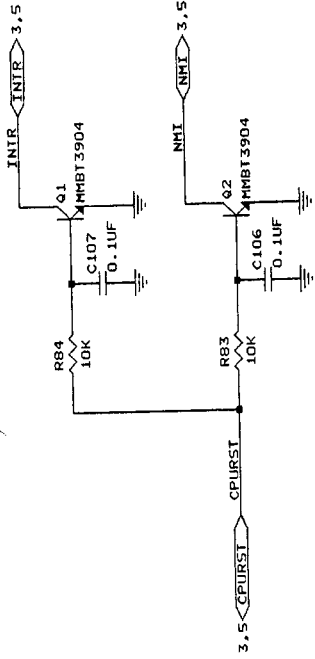 INTR
INTR
3,5
Q1
MMBT3904
C107
0.1UF
R84
10K
NMI
NMI
3,5
Q2
MMBT3904
C106
0.1UF
R83
10K
CPURST
3,5
CPURST